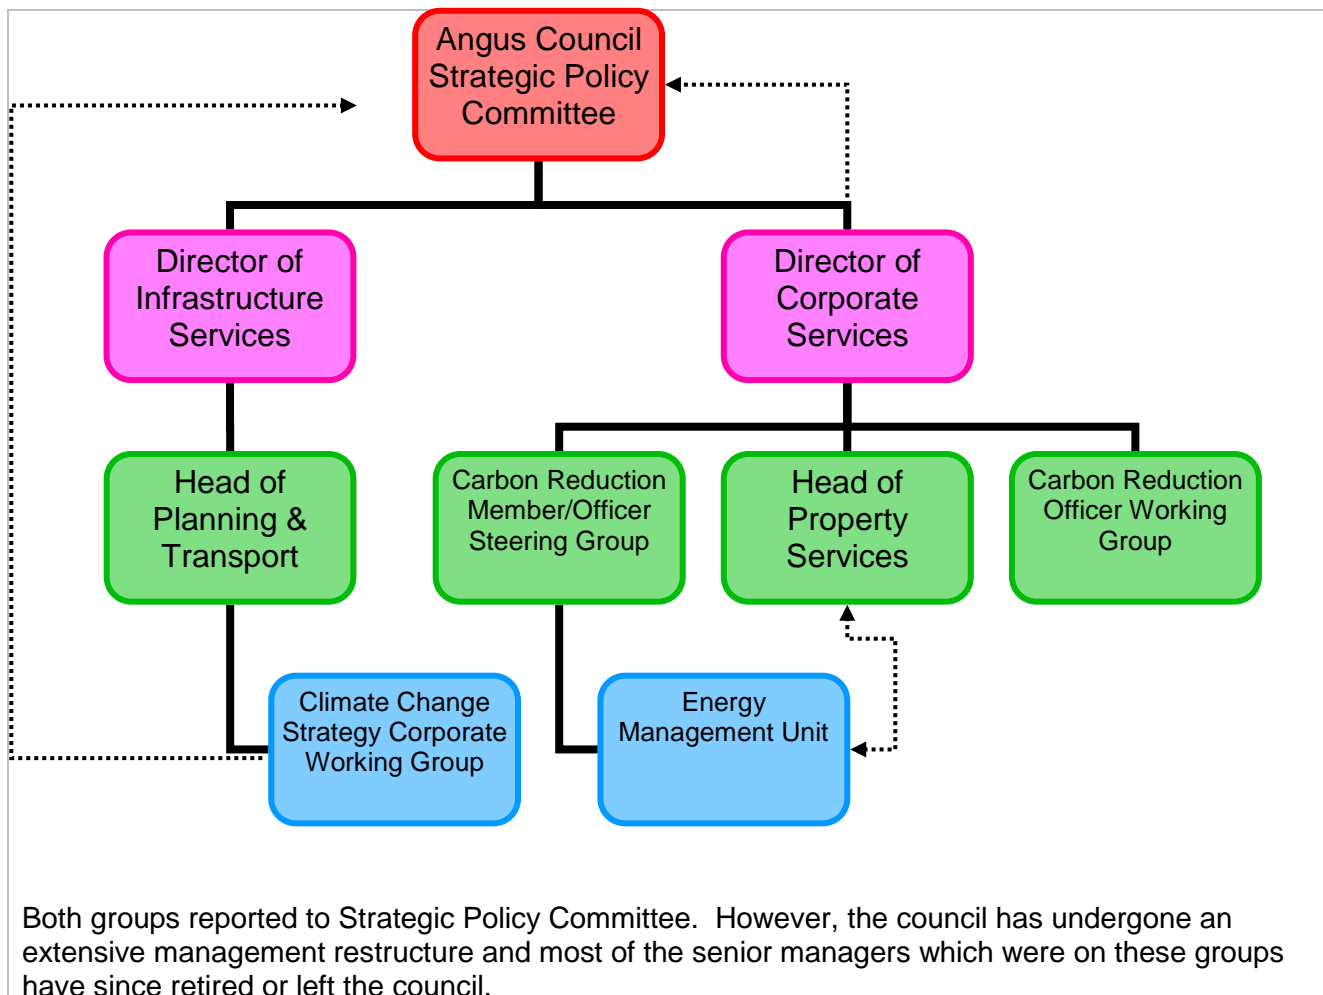 Angus Council
Strategic Policy
Committee
Director of
Infrastructure
Services
Director of
Corporate
Services
Head of
Planning &
Transport
Carbon Reduction
Member/Officer
Steering Group
Head of
Property
Services
Carbon Reduction
Officer Working
Group
Climate Change
Strategy Corporate
Working Group
Energy
Management Unit
Both groups reported to Strategic Policy Committee.  However, the council has undergone an
extensive management restructure and most of the senior managers which were on these groups
have since retired or left the council.